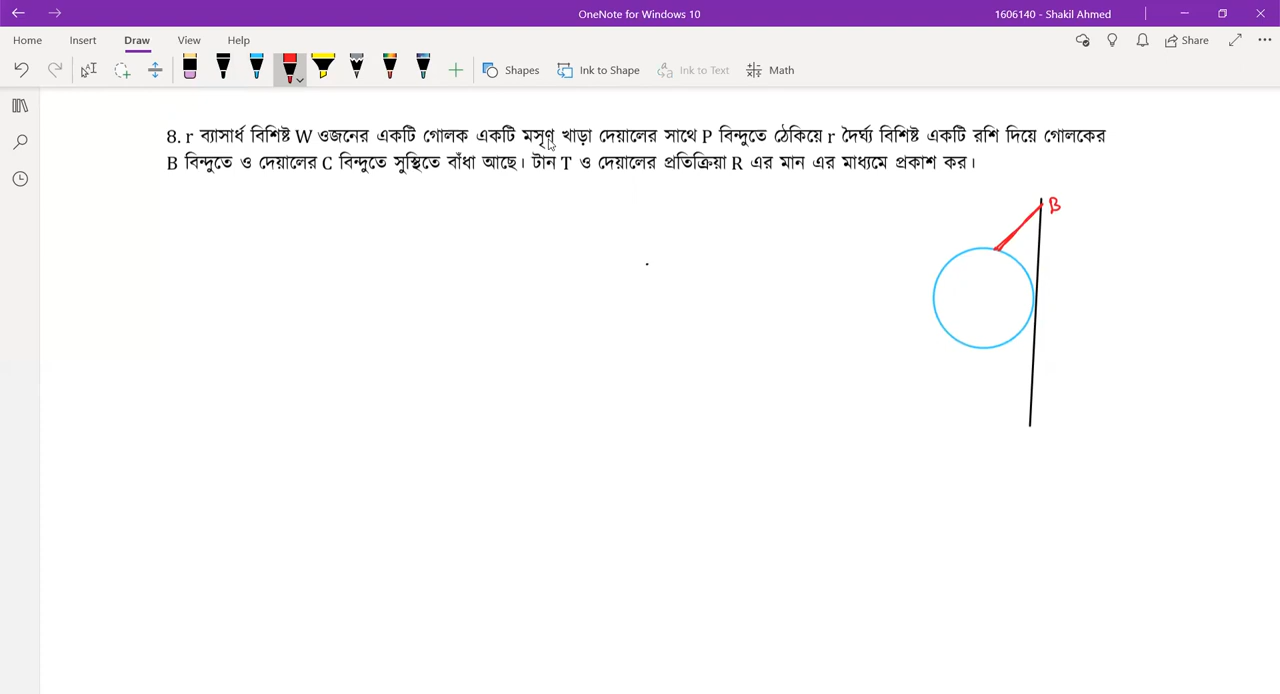 OneNote for Windows 10
1606140 - Shakil Ahmed
Home Insert Draw View Help
Share
Shapes Ink to Shape Ink to Text Math
8. r ব্যাসার্ধ বিশিষ্ট W ওজনের একটি গোলক একটি মসৃণ খাড়া দেয়ালের সাথে P বিন্দুতে ঠেকিয়ে r দৈর্ঘ্য বিশিষ্ট একটি রশি দিয়ে গোলকের
B বিন্দুতে ও দেয়ালের C বিন্দুতে সুস্থিতে বাঁধা আছে। টান T ও দেয়ালের প্রতিক্রিয়া R এর মান এর মাধ্যমে প্রকাশ কর।
B